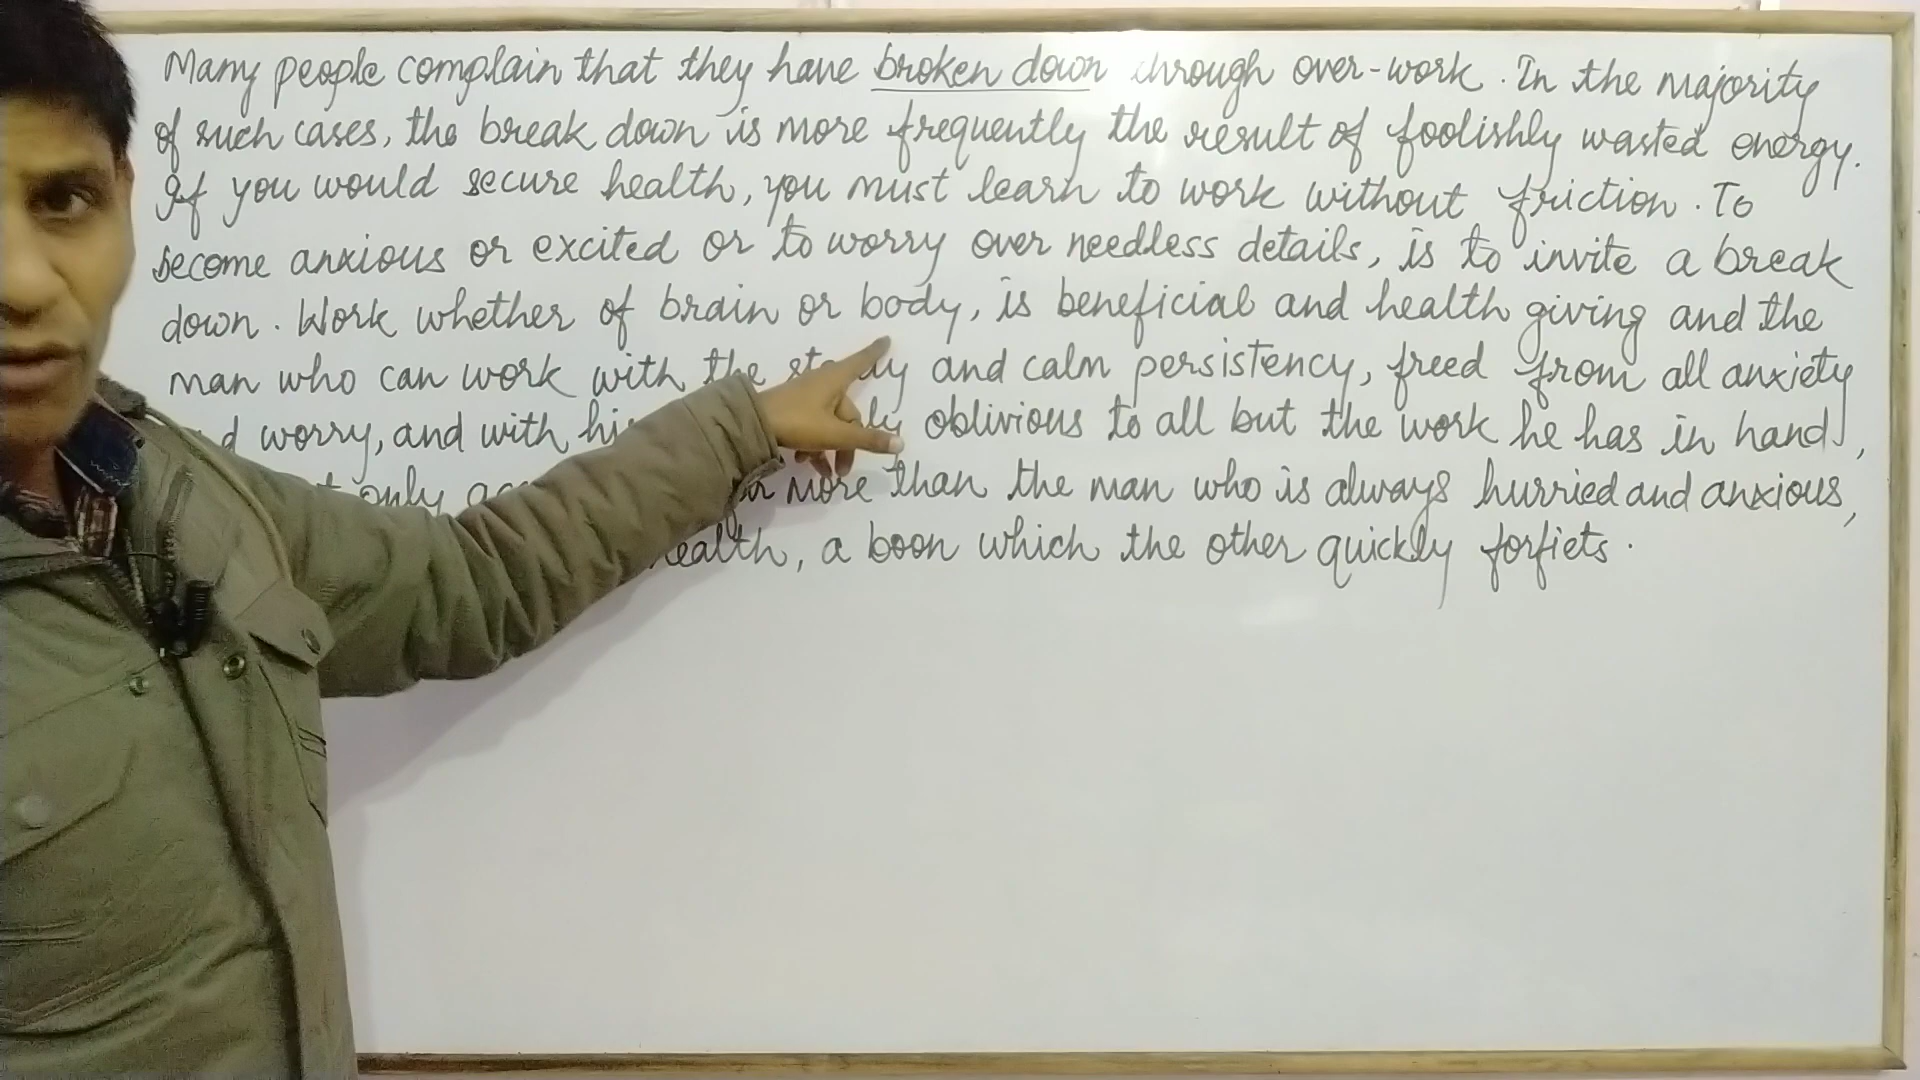 Many people complain that they have broken down through over-work. In the majority
of such cases, the break down is more frequently the result of foolishly wasted energy.
If you would secure health, you must learn to work without friction. To
become anxious or excited or to worry over needless details, is to invite a break
down. Work whether of brain or body, is beneficial and health giving and the
man who can work with the and calm persistency, freed from all anxiety
worry, and with oblivious to all but the work he has in hand,
only more than the man who is always hurried and anxious,
a boon which the other quickly forfiets.